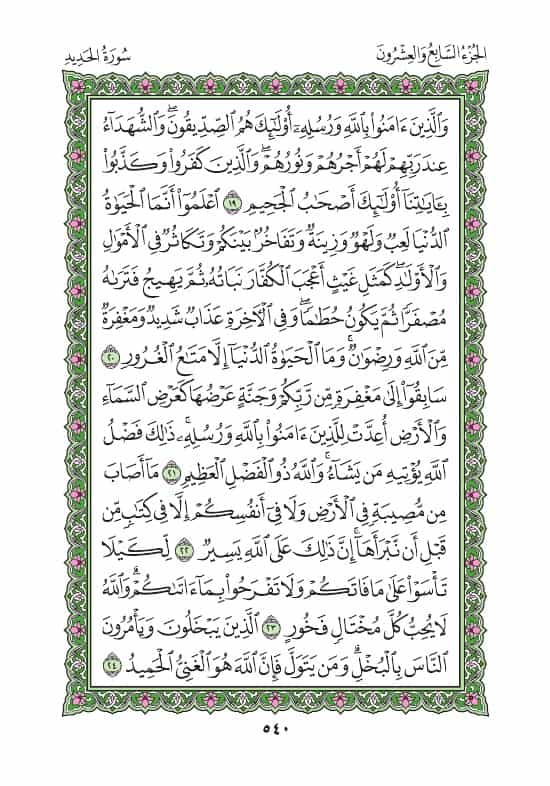 الجُزْءُ السَّابِعُ وَالعِشْرُونَ
سُورَةُ الحَدِيدِ
وَٱلَّذِينَ ءَامَنُوا۟ بِٱللَّهِ وَرُسُلِهِۦٓ أُو۟لَٰٓئِكَ هُمُ ٱلصِّدِّيقُونَ ۖ وَٱلشُّهَدَآءُ
عِندَ رَبِّهِمْ لَهُمْ أَجْرُهُمْ وَنُورُهُمْ ۖ وَٱلَّذِينَ كَفَرُوا۟ وَكَذَّبُوا۟
بِـَٔايَٰتِنَآ أُو۟لَٰٓئِكَ أَصْحَٰبُ ٱلْجَحِيمِ ١٩ ٱعْلَمُوٓا۟ أَنَّمَا ٱلْحَيَوٰةُ
ٱلدُّنْيَا لَعِبٌ وَلَهْوٌ وَزِينَةٌ وَتَفَاخُرٌۢ بَيْنَكُمْ وَتَكَاثُرٌ فِى ٱلْأَمْوَٰلِ
وَٱلْأَوْلَٰدِ ۖ كَمَثَلِ غَيْثٍ أَعْجَبَ ٱلْكُفَّارَ نَبَاتُهُۥ ثُمَّ يَهِيجُ فَتَرَىٰهُ
مُصْفَرًّا ثُمَّ يَكُونُ حُطَٰمًا ۖ وَفِى ٱلْءَاخِرَةِ عَذَابٌ شَدِيدٌ وَمَغْفِرَةٌ
مِّنَ ٱللَّهِ وَرِضْوَٰنٌ ۚ وَمَا ٱلْحَيَوٰةُ ٱلدُّنْيَآ إِلَّا مَتَٰعُ ٱلْغُرُورِ ٢٠
سَابِقُوٓا۟ إِلَىٰ مَغْفِرَةٍ مِّن رَّبِّكُمْ وَجَنَّةٍ عَرْضُهَا كَعَرْضِ ٱلسَّمَآءِ
وَٱلْأَرْضِ أُعِدَّتْ لِلَّذِينَ ءَامَنُوا۟ بِٱللَّهِ وَرُسُلِهِۦ ۚ ذَٰلِكَ فَضْلُ
ٱللَّهِ يُؤْتِيهِ مَن يَشَآءُ ۚ وَٱللَّهُ ذُو ٱلْفَضْلِ ٱلْعَظِيمِ ٢١ مَآ أَصَابَ
مِن مُّصِيبَةٍ فِى ٱلْأَرْضِ وَلَا فِىٓ أَنفُسِكُمْ إِلَّا فِى كِتَٰبٍ مِّن
قَبْلِ أَن نَّبْرَأَهَآ ۚ إِنَّ ذَٰلِكَ عَلَى ٱللَّهِ يَسِيرٌ ٢٢ لِّكَيْلَا
تَأْسَوْا۟ عَلَىٰ مَا فَاتَكُمْ وَلَا تَفْرَحُوا۟ بِمَآ ءَاتَىٰكُمْ ۗ وَٱللَّهُ
لَا يُحِبُّ كُلَّ مُخْتَالٍ فَخُورٍ ٢٣ ٱلَّذِينَ يَبْخَلُونَ وَيَأْمُرُونَ
ٱلنَّاسَ بِٱلْبُخْلِ ۗ وَمَن يَتَوَلَّ فَإِنَّ ٱللَّهَ هُوَ ٱلْغَنِىُّ ٱلْحَمِيدُ ٢٤
٥٤٠